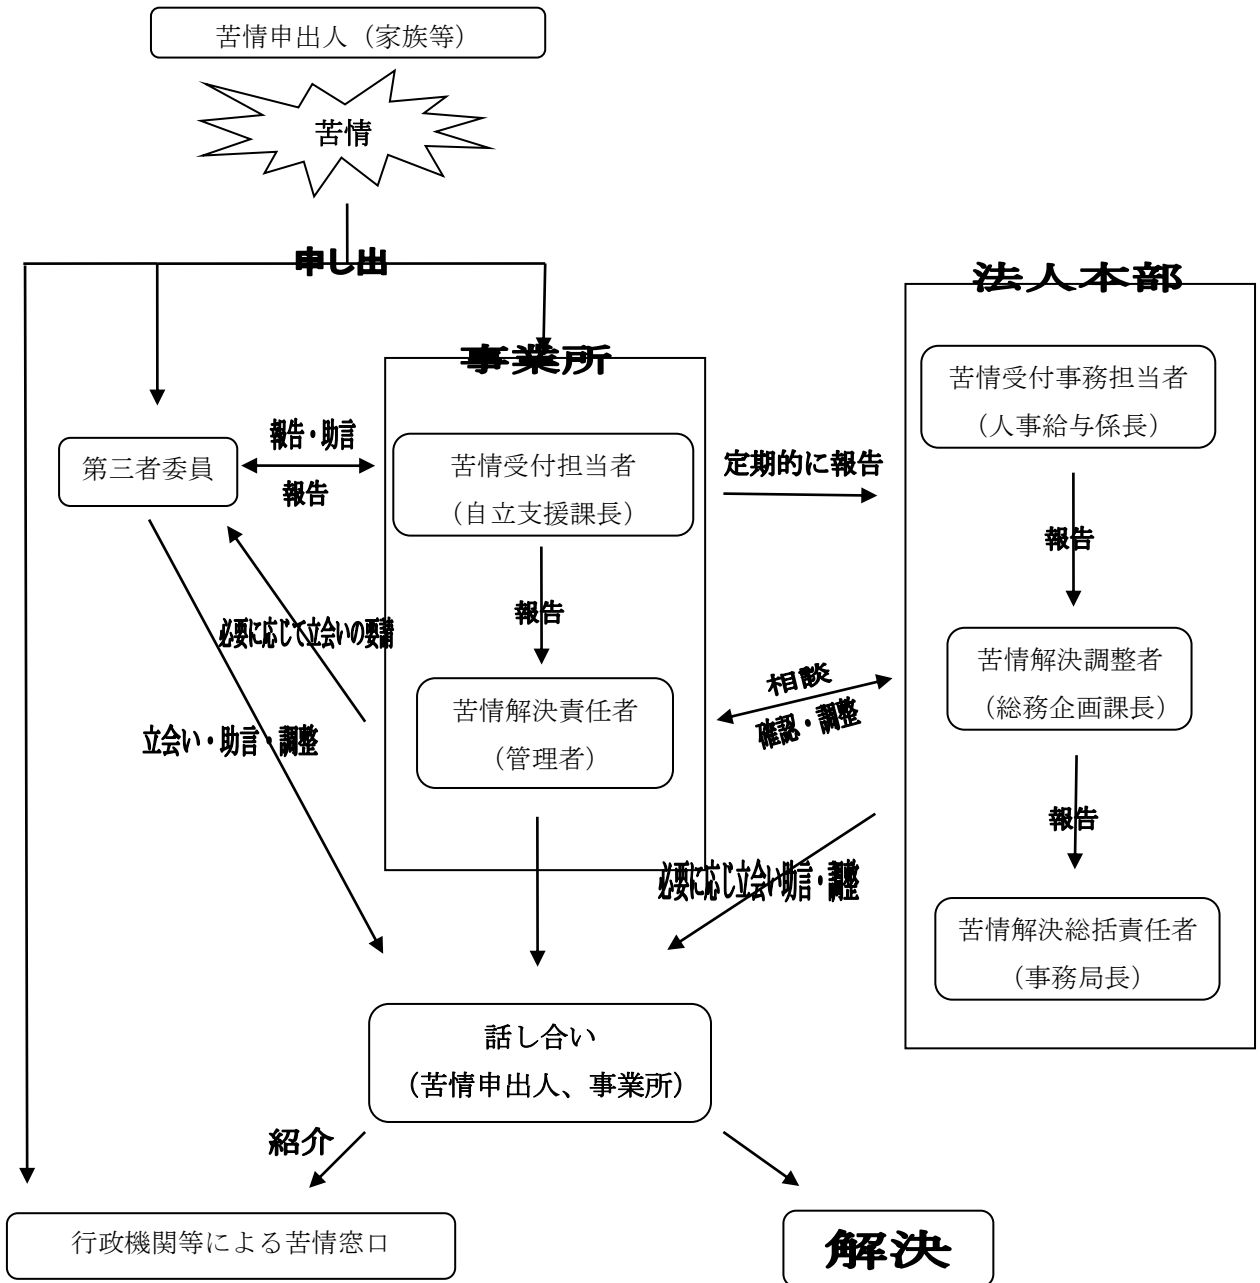 苦情申出人（家族等）
苦情
申し出
法人本部
事業所
苦情受付事務担当者
（人事給与係長）
報告・助言
第三者委員
報告
苦情受付担当者
（自立支援課長）
定期的に報告
報告
報告
必要に応じて立会いの要請
苦情解決調整者
（総務企画課長）
相談
確認・調整
苦情解決責任者
（管理者）
立会い・助言・調整
報告
必要に応じ立会い助言・調整
苦情解決総括責任者
（事務局長）
話し合い
（苦情申出人、事業所）
紹介
行政機関等による苦情窓口
解決